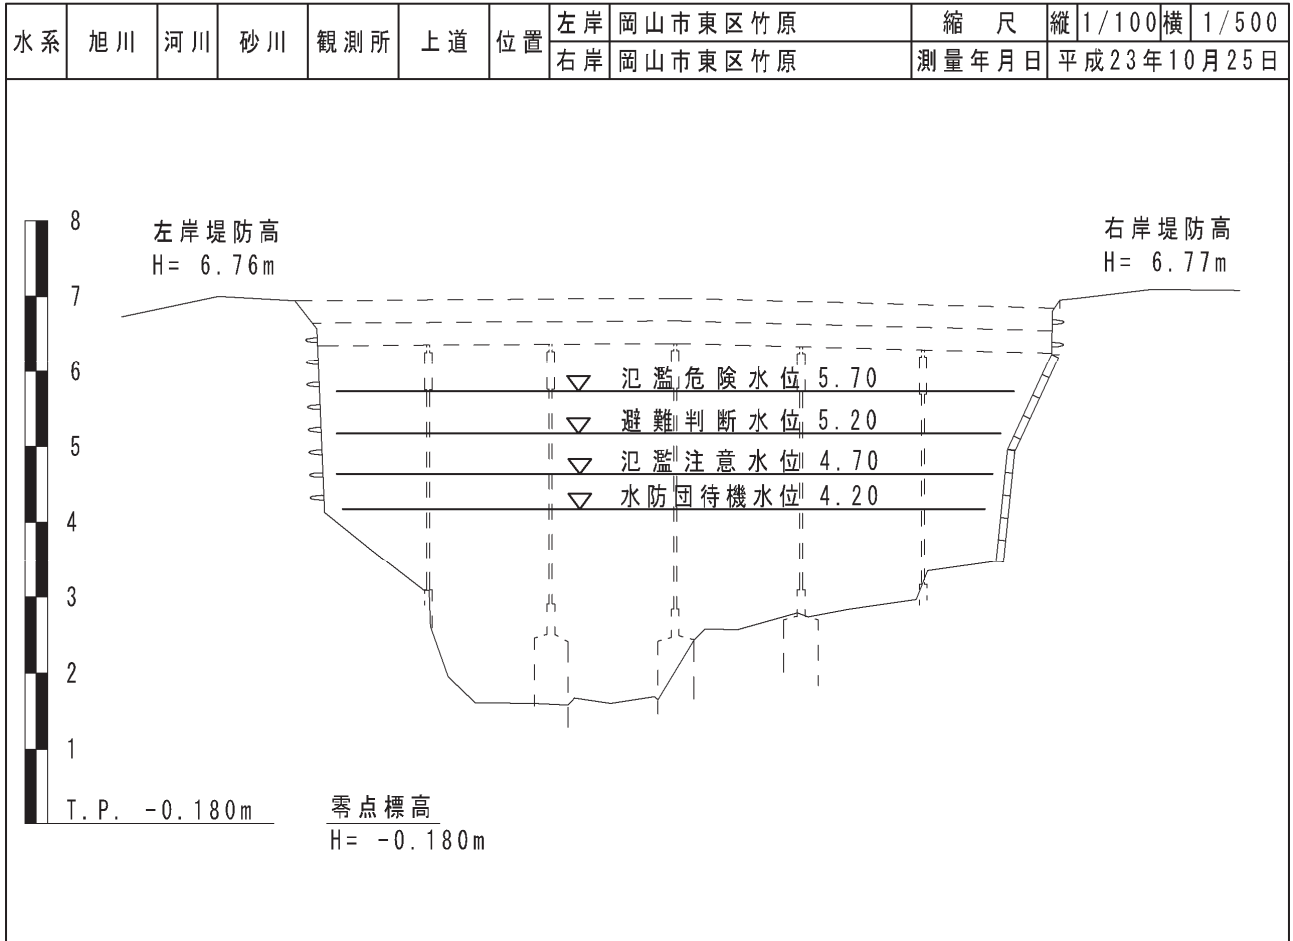 水系 旭川 河川 砂川 観測所 上道 位置 左岸 岡山市東区竹原 縮尺 縦 1/100 横 1/500
右岸 岡山市東区竹原 測量年月日 平成23年10月25日
左岸堤防高
H= 6.76m
右岸堤防高
H= 6.77m
8
7
6
5
4
3
2
1
氾濫危険水位 5.70
避難判断水位 5.20
氾濫注意水位 4.70
水防団待機水位 4.20
T.P. -0.180m
零点標高
H= -0.180m